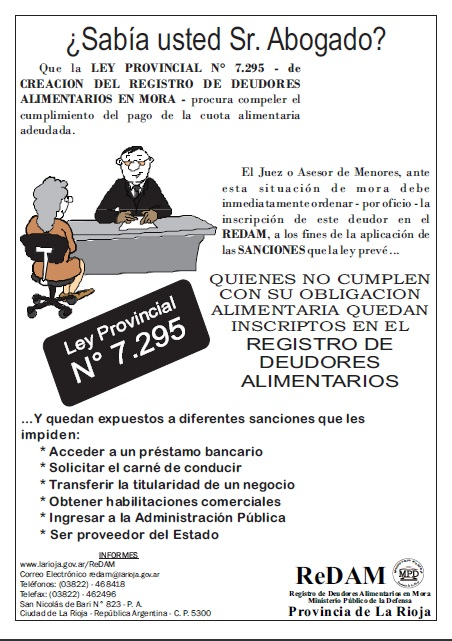 ¿Sabía usted Sr. Abogado?
Que la LEY PROVINCIAL N° 7.295 - de
CREACION DEL REGISTRO DE DEUDORES
ALIMENTARIOS EN MORA - procura compeler el
cumplimiento del pago de la cuota alimentaria
adeudada.
El Juez o Asesor de Menores, ante
esta situación de mora debe
inmediatamente ordenar - por oficio - la
inscripción de este deudor en el
REDAM, a los fines de la aplicación de
las SANCIONES que la ley prevé ...
Ley Provincial
N° 7.295
QUIENES NO CUMPLEN
CON SU OBLIGACION
ALIMENTARIA QUEDAN
INSCRIPTOS EN EL
REGISTRO DE
DEUDORES
ALIMENTARIOS
...Y quedan expuestos a diferentes sanciones que les
impiden:
* Acceder a un préstamo bancario
* Solicitar el carné de conducir
* Transferir la titularidad de un negocio
* Obtener habilitaciones comerciales
* Ingresar a la Administración Pública
* Ser proveedor del Estado
INFORMES
www.larioja.gov.ar/ReDAM
Correo Electrónico redam@larioja.gov.ar
Teléfonos: (03822) - 468418
Telefax: (03822) - 462496
San Nicolás de Bari N° 823 - P. A.
Ciudad de La Rioja - República Argentina - C. P. 5300
ReDAM
MPD
Registro de Deudores Alimentarios en Mora
Ministerio Público de la Defensa
Provincia de La Rioja